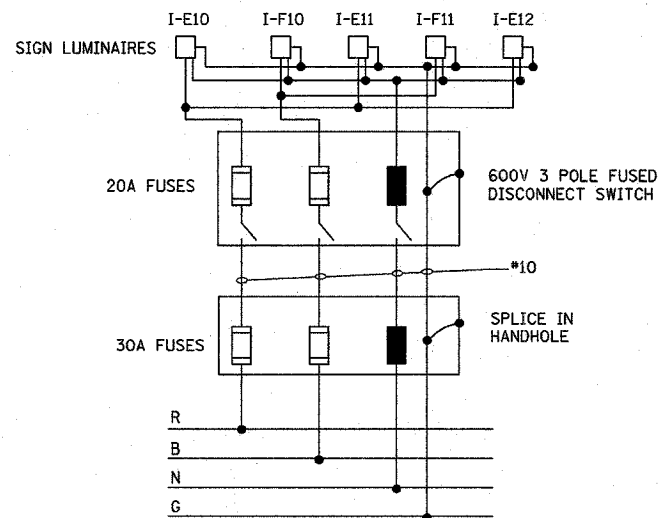 I-E10 I-F10 I-E11 I-F11 I-E12
SIGN LUMINAIRES
20A FUSES
600V 3 POLE FUSED
DISCONNECT SWITCH
#10
30A FUSES
SPLICE IN
HANDHOLE
R
B
N
G